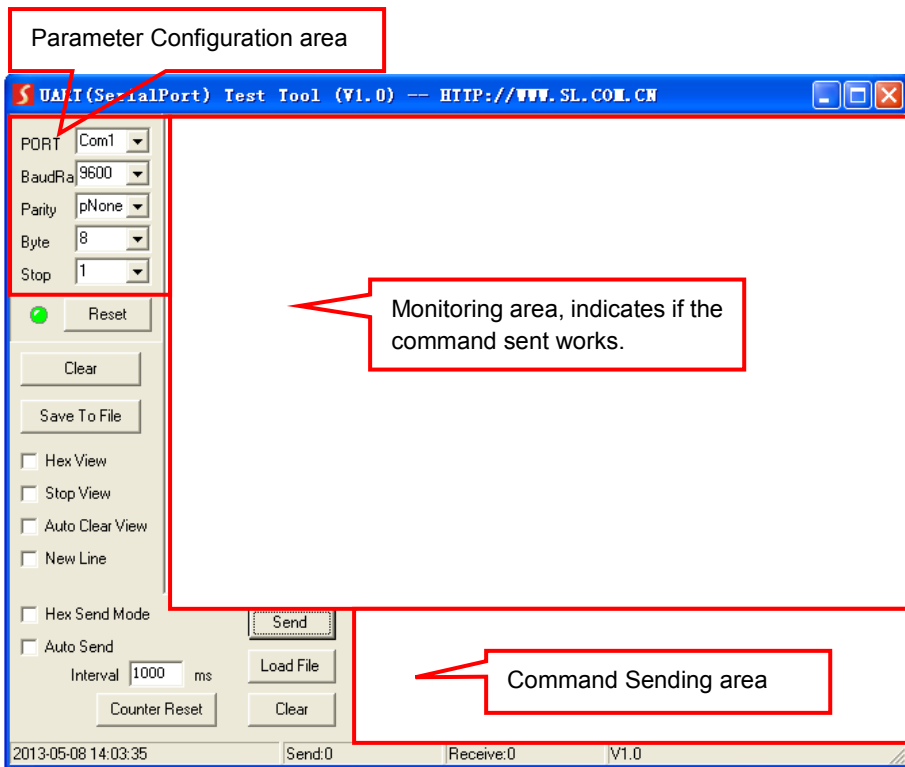 Parameter Configuration area
UART(SerialPort) Test Tool (V1.0) -- HTTP://WWW.SL.COM.CN
PORT Com1
BaudRa 9600
Parity pNone
Byte 8
Stop 1
Reset
Monitoring area, indicates if the
command sent works.
Clear
Save To File
Hex View
Stop View
Auto Clear View
New Line
Hex Send Mode
Send
Auto Send
Interval 1000 ms
Load File
Command Sending area
Counter Reset
Clear
2013-05-08 14:03:35 Send:0 Receive:0 V1.0